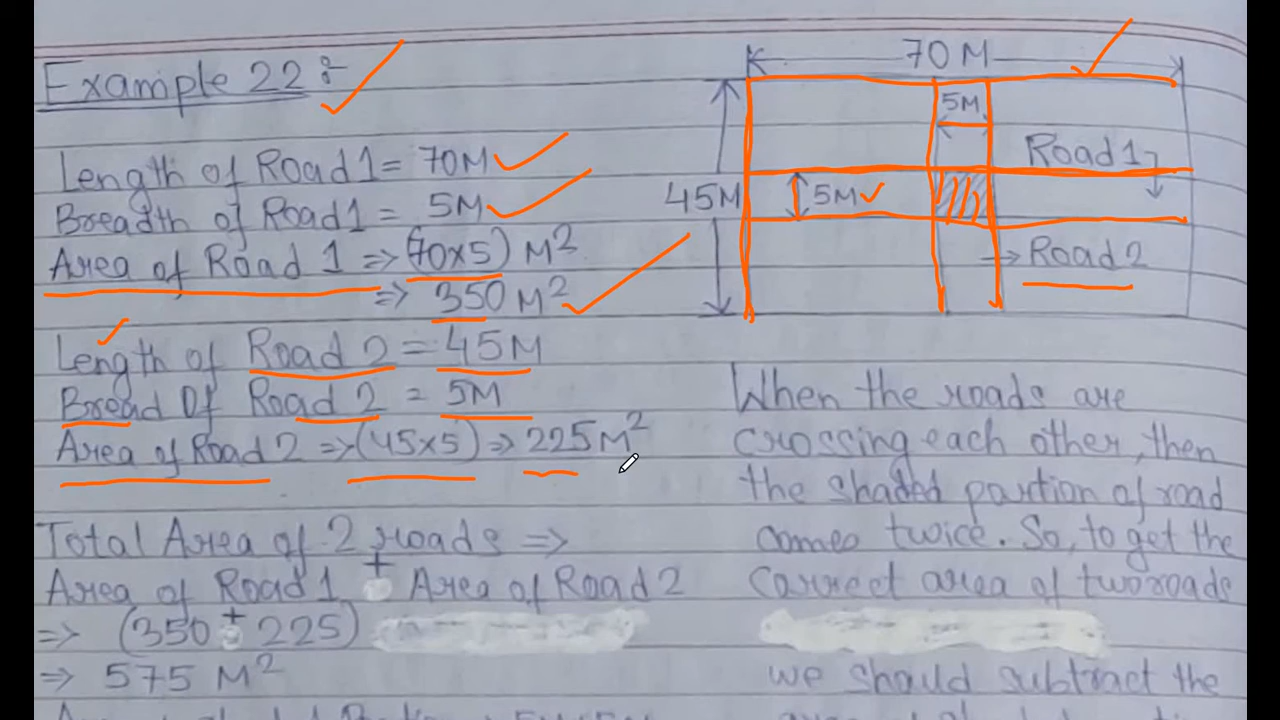 Example 22:-
Length of Road 1 = 70M
Breadth of Road 1 = 5M
Area of Road 1 => (70x5) M²
=> 350 M²
Length of Road 2 = 45M
Bread Of Road 2 = 5M
Area of Road 2 => (45x5) => 225 M²
Total Area of 2 roads =>
Area of Road 1 + Area of Road 2
=> (350 + 225)
=> 575 M²
70 M
5M
Road 1
45M
5M
Road 2
When the roads are
crossing each other, then
the shaded partion of road
comes twice. So, to get the
correct area of two roads
we should subtract the